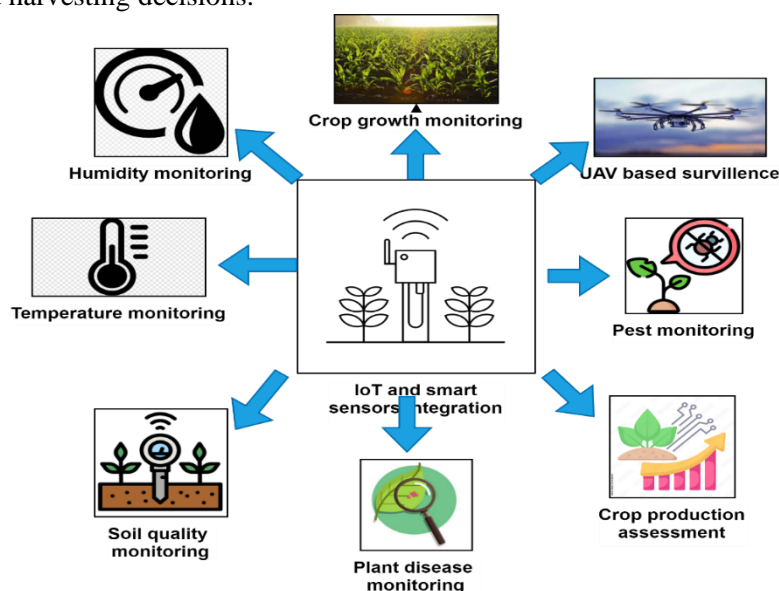 harvesting decisions.
Crop growth monitoring
Humidity monitoring
UAV based survillence
Temperature monitoring
Pest monitoring
IoT and smart
sensors integration
Soil quality
monitoring
Crop production
assessment
Plant disease
monitoring